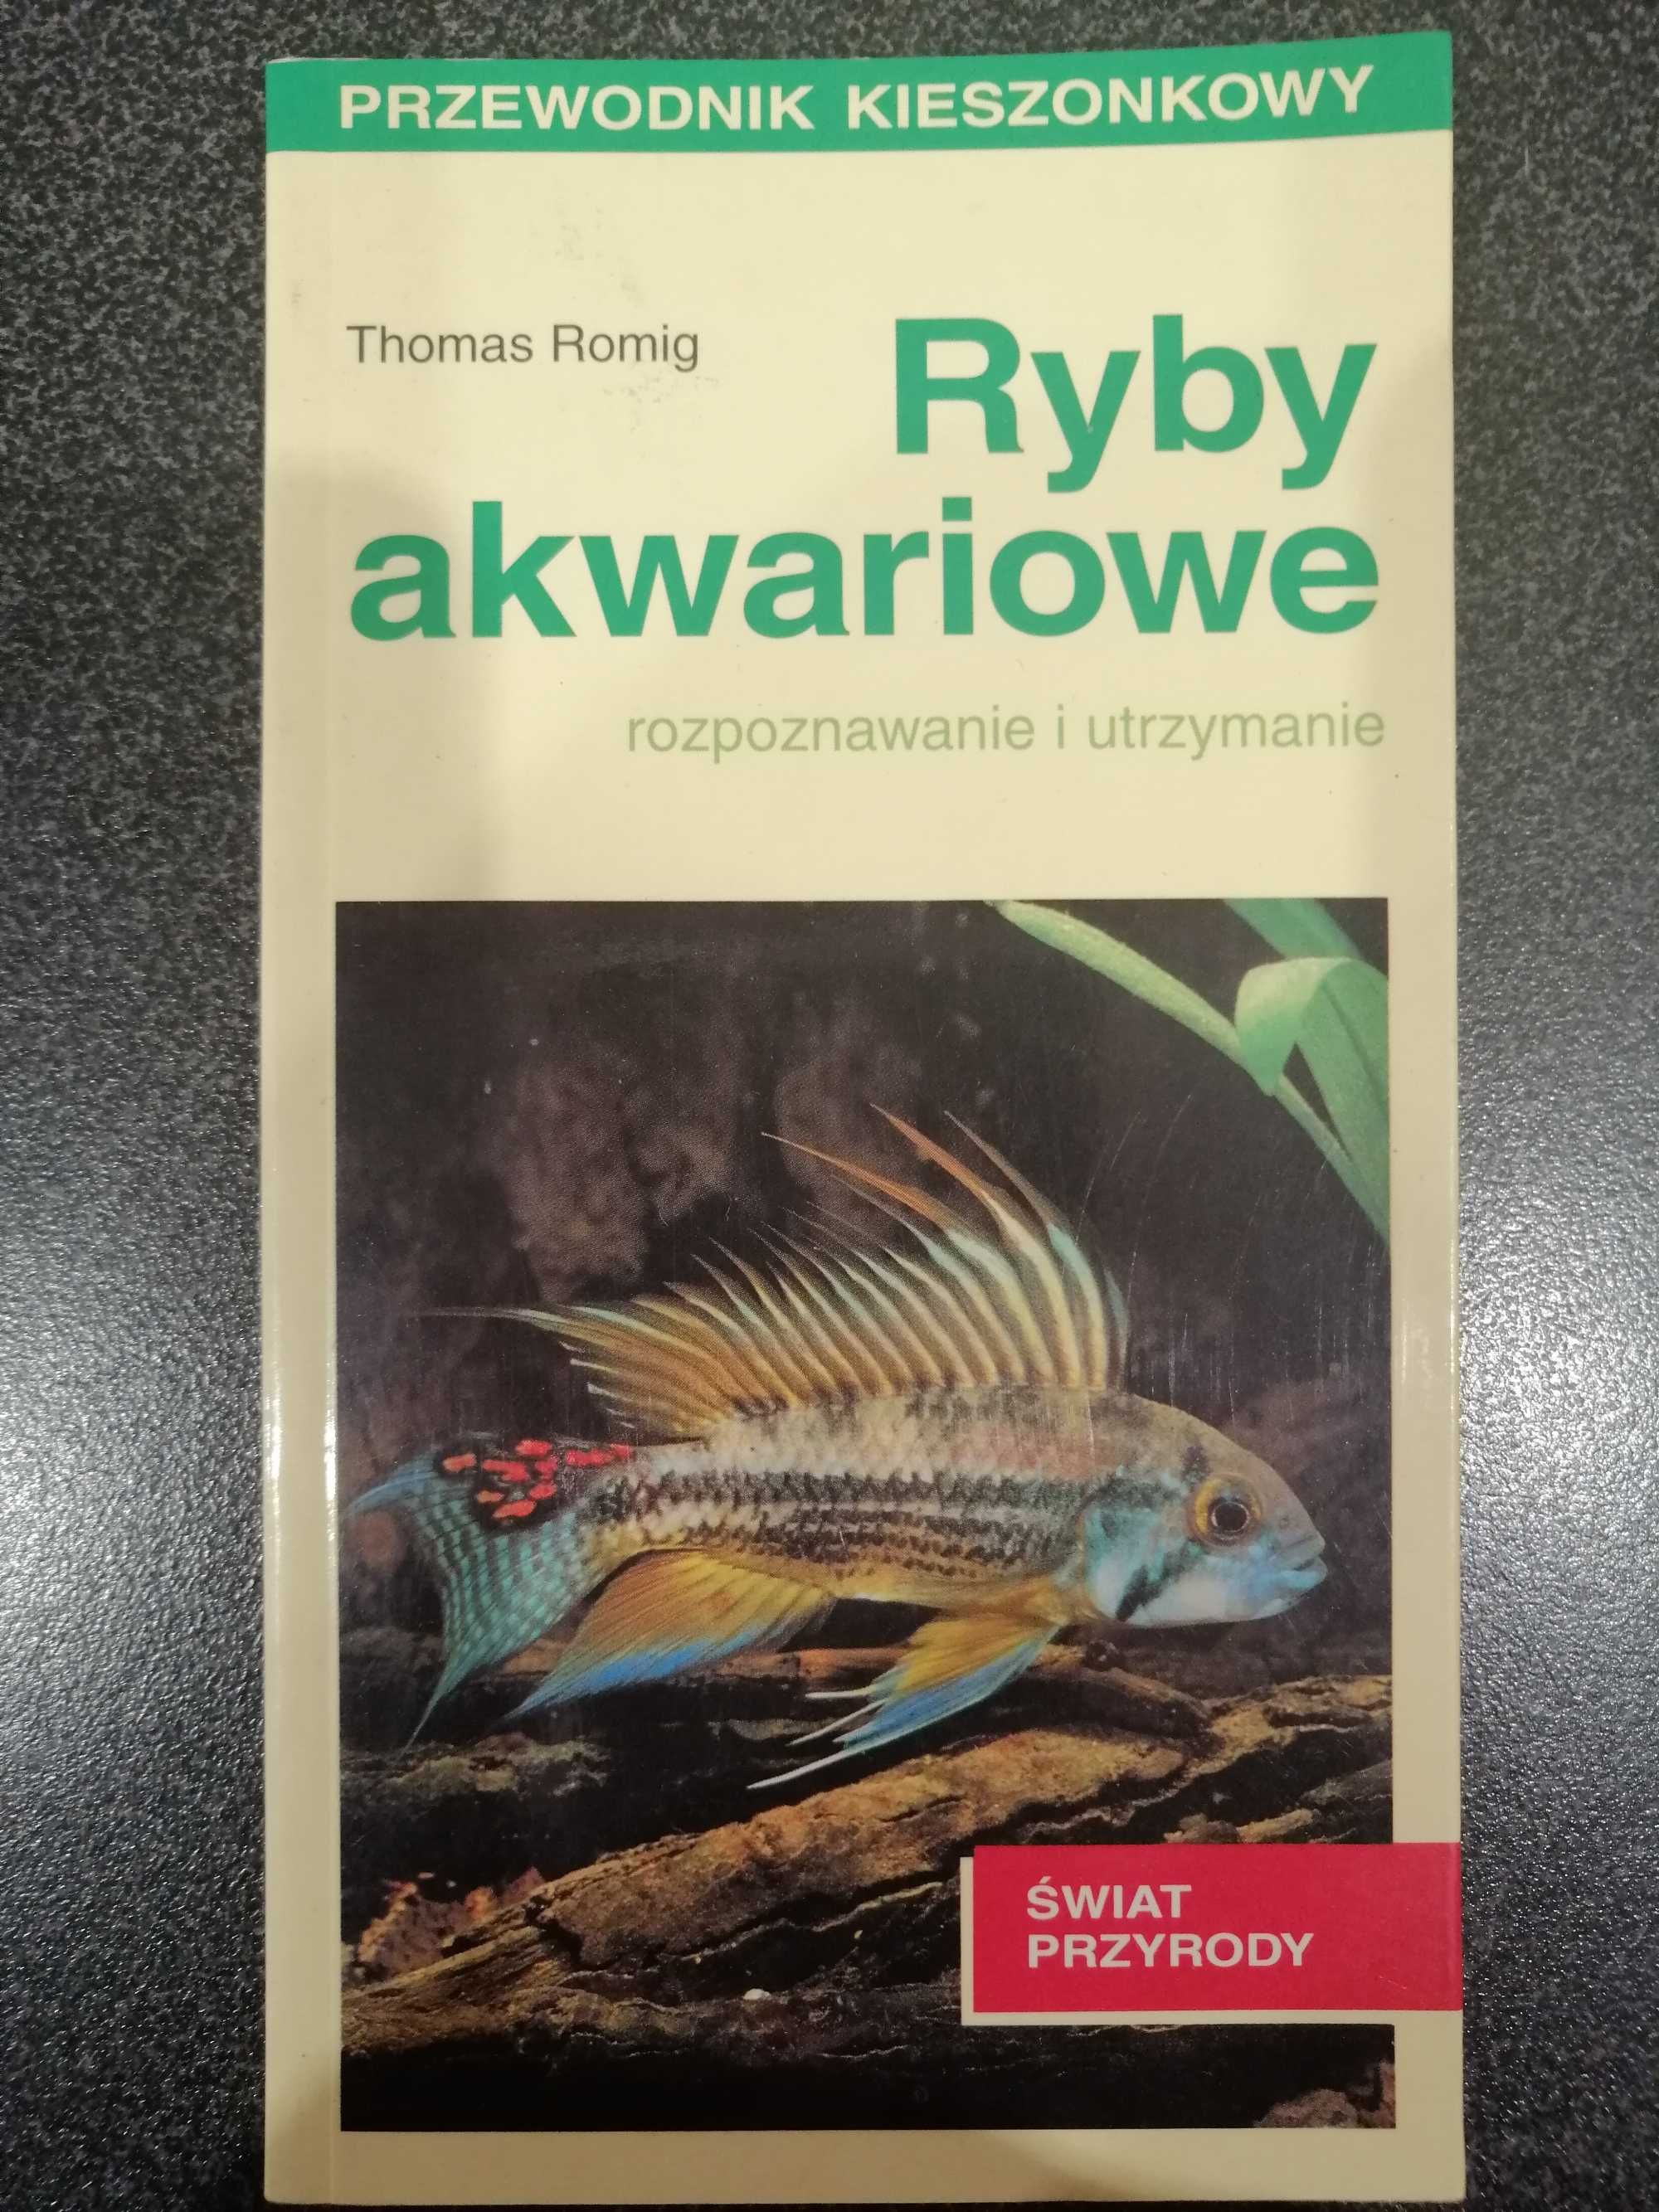 PRZEWODNIK KIESZONKOWY
Thomas Romig
Ryby
akwariowe
rozpoznawanie i utrzymanie
ŚWIAT
PRZYRODY